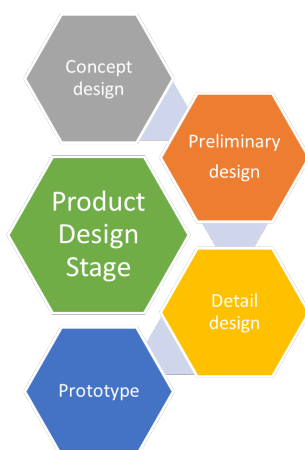 Concept
design
Preliminary
design
Product
Design
Stage
Detail
design
Prototype